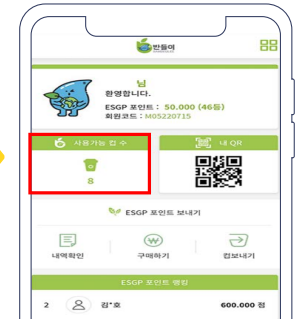 반들이
님
환영합니다.
ESGP 포인트 : 50.000 (46등)
회원코드 : M05220715
사용가능 컵 수
내 QR
8
ESGP 포인트 보내기
내역확인
구매하기
컵보내기
ESGP 포인트 랭킹
2 김*호 600.000 점